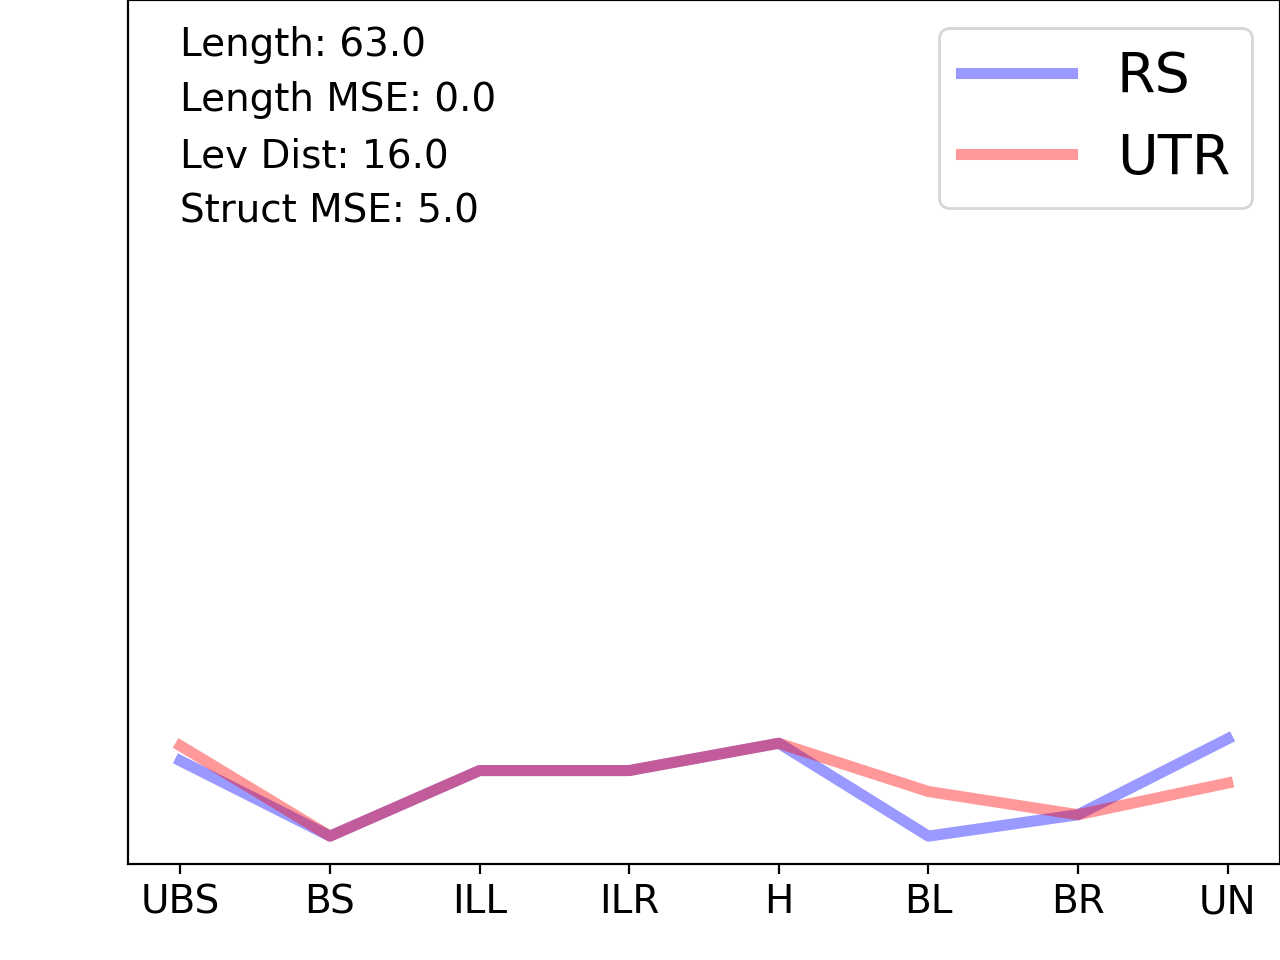 Length: 63.0
Length MSE: 0.0
Lev Dist: 16.0
Struct MSE: 5.0
RS
UTR
UBS BS ILL ILR H BL BR UN